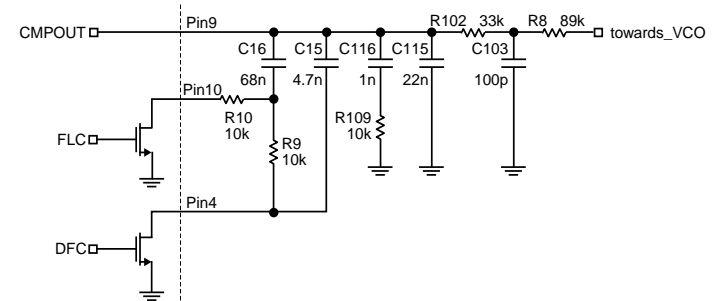 CMPOUT
Pin9
R102 33k
R8 89k
towards_VCO
C16
C15
C116
C115
C103
68n
4.7n
1n
22n
100p
Pin10
R10
10k
R109
10k
FLC
R9
10k
Pin4
DFC